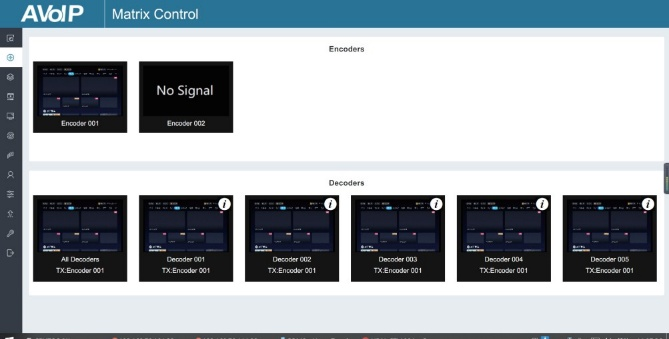 AVoIP
Matrix Control
Encoders
No Signal
Encoder 001
Encoder 002
Decoders
i
i
i
i
i
All Decoders
TX:Encoder 001
Decoder 001
TX:Encoder 001
Decoder 002
TX:Encoder 001
Decoder 003
TX:Encoder 001
Decoder 004
TX:Encoder 001
Decoder 005
TX:Encoder 001